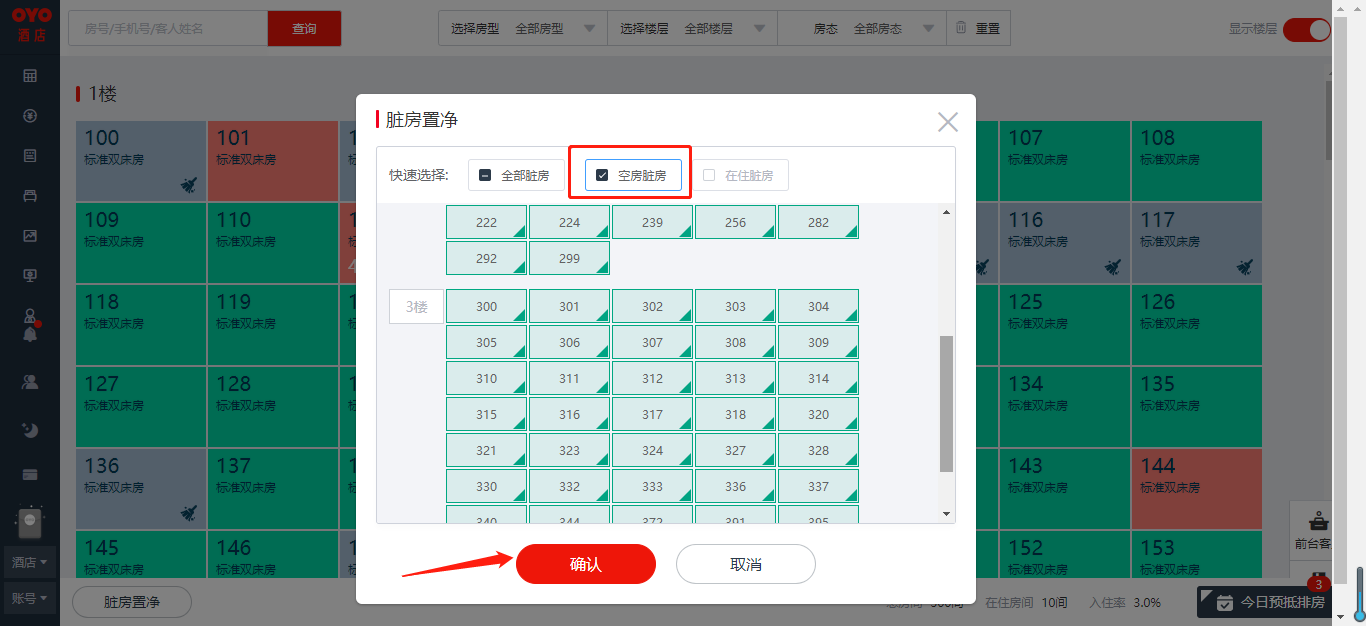 OYO
酒店
房号/手机号/客人姓名
查询
选择房型 全部房型
选择楼层 全部楼层
房态 全部房态
重置
显示楼层
1楼
100
标准双床房
101
标准双床房
107
标准双床房
108
标准双床房
109
标准双床房
110
标准双床房
116
标准双床房
117
标准双床房
118
标准双床房
119
标准双床房
125
标准双床房
126
标准双床房
127
标准双床房
128
标准双床房
134
标准双床房
135
标准双床房
136
标准双床房
137
标准双床房
143
标准双床房
144
标准双床房
145
标准双床房
146
标准双床房
152
标准双床房
153
标准双床房
脏房置净
快速选择: 全部脏房 空房脏房 在住脏房
222 224 239 256 282
292 299
3楼 300 301 302 303 304
305 306 307 308 309
310 311 312 313 314
315 316 317 318 320
321 323 324 327 328
330 332 333 336 337
340 344 372 391 395
确认 取消
酒店
账号
脏房置净
总房间 300间 在住房间 10间 入住率 3.0%
前台客
3
今日预抵排房